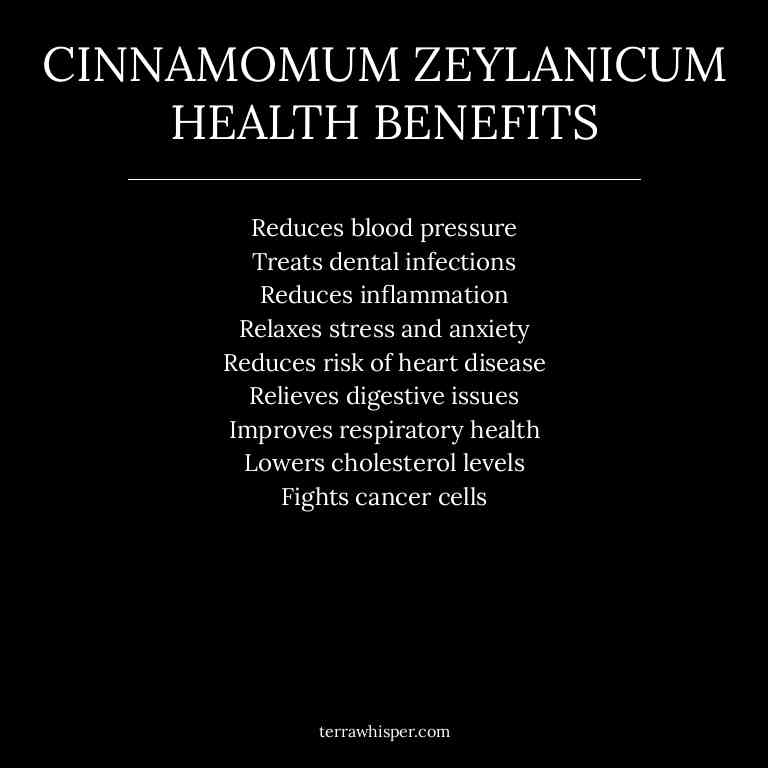 CINNAMOMUM ZEYLANICUM
HEALTH BENEFITS
Reduces blood pressure
Treats dental infections
Reduces inflammation
Relaxes stress and anxiety
Reduces risk of heart disease
Relieves digestive issues
Improves respiratory health
Lowers cholesterol levels
Fights cancer cells
terrawhisper.com